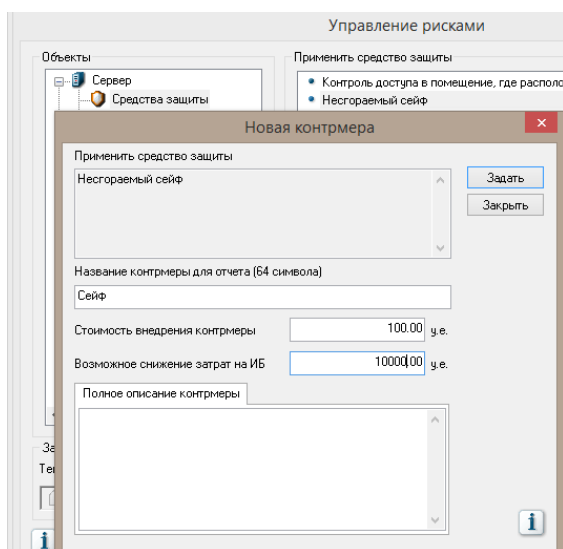 Управление рисками
Объекты
Применить средство защиты
Сервер
Средства защиты
Контроль доступа в помещение, где располо
Несгораемый сейф
Новая контрмера
Применить средство защиты
Несгораемый сейф
Задать
Закрыть
Название контрмеры для отчета (64 символа)
Сейф
Стоимость внедрения контрмеры 100.00 у.е.
Возможное снижение затрат на ИБ 10000.00 у.е.
Полное описание контрмеры
За
Те